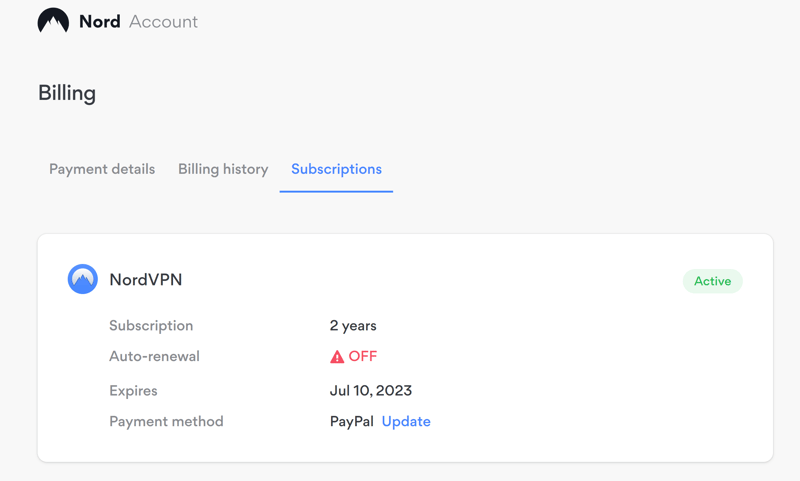 Nord Account
Billing
Payment details Billing history Subscriptions
NordVPN Active
Subscription 2 years
Auto-renewal OFF
Expires Jul 10, 2023
Payment method PayPal Update